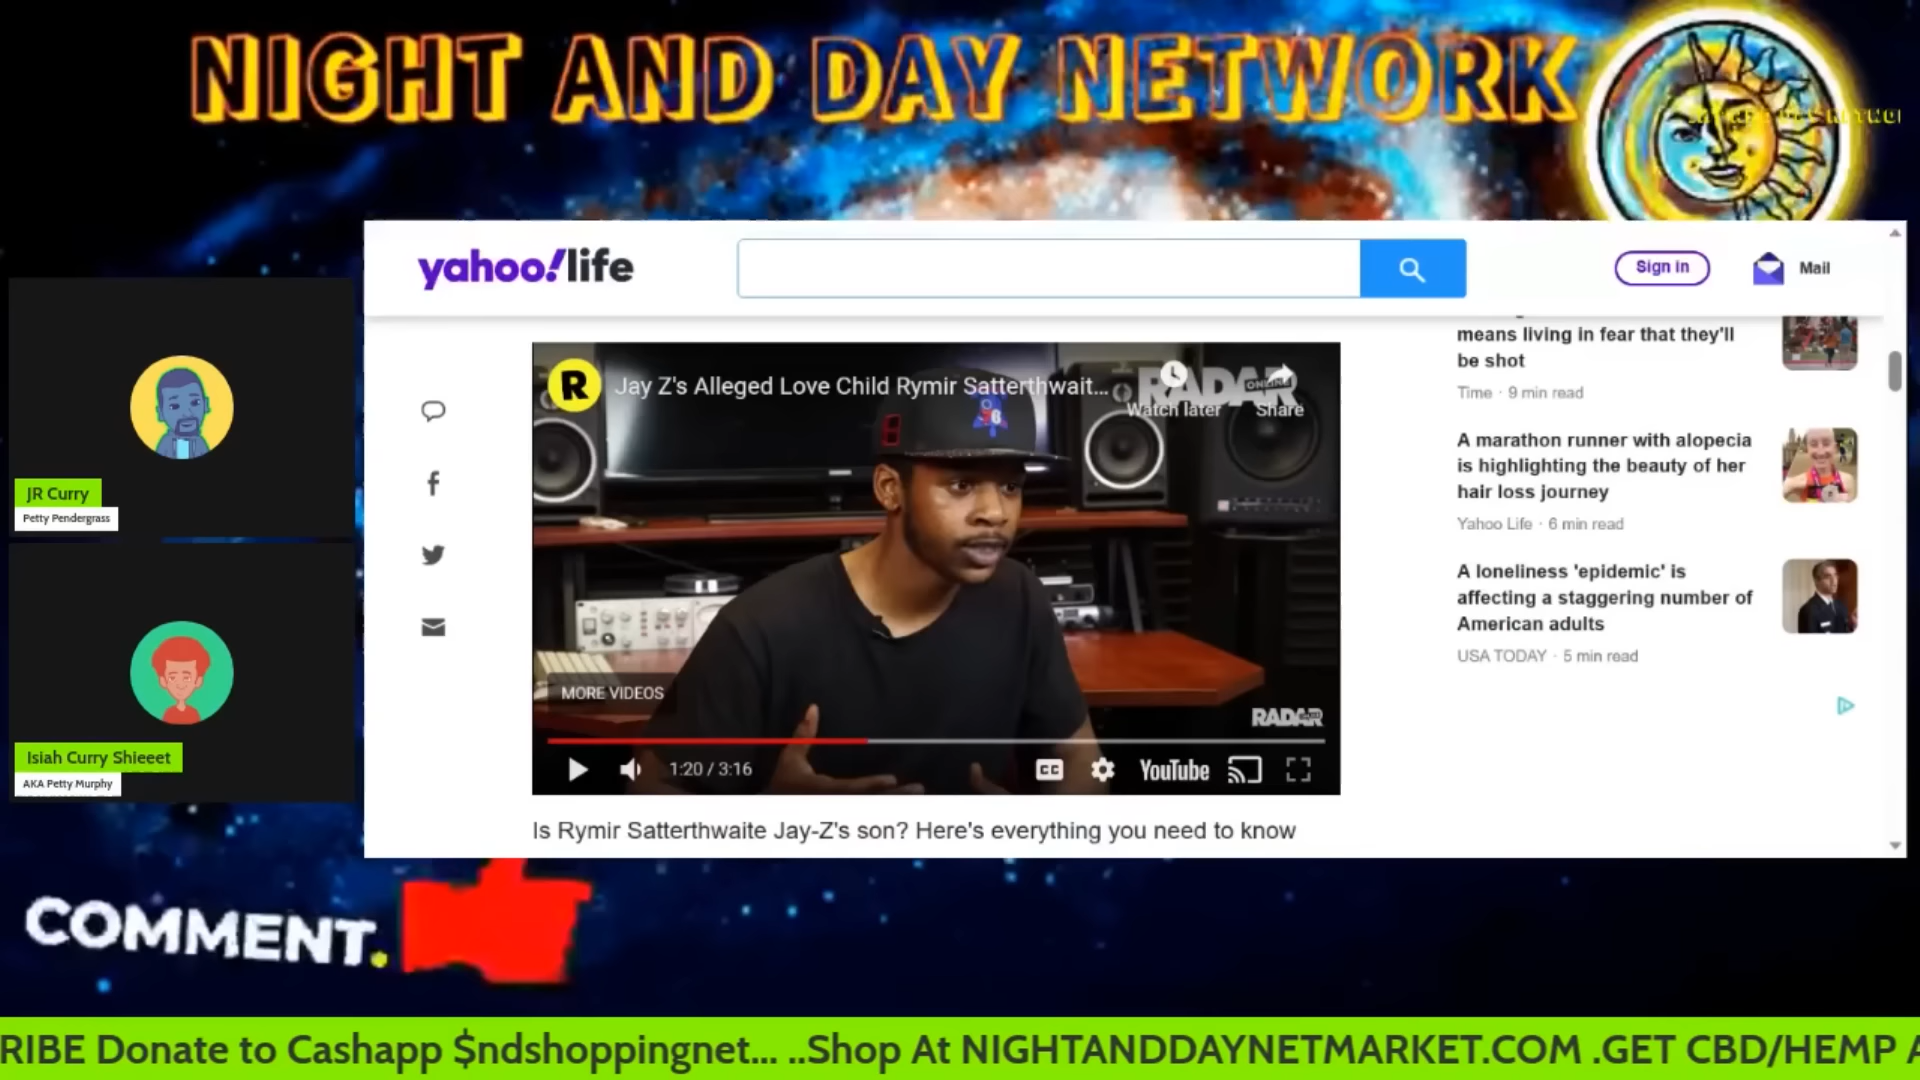 NIGHT AND DAY NETWORK
yahoo!life
Sign in
Mail
means living in fear that they'll
be shot
Time · 9 min read
A marathon runner with alopecia
is highlighting the beauty of her
hair loss journey
Yahoo Life · 6 min read
A loneliness 'epidemic' is
affecting a staggering number of
American adults
USA TODAY · 5 min read
R
Jay Z's Alleged Love Child Rymir Satterthwait...
RADAR ONLINE
Watch later
Share
MORE VIDEOS
RADAR
1:20 / 3:16
CC
YouTube
Is Rymir Satterthwaite Jay-Z's son? Here's everything you need to know
JR Curry
Petty Pendergrass
Isiah Curry Shieeet
AKA Petty Murphy
COMMENT.
RIBE Donate to Cashapp $ndshoppingnet... ..Shop At NIGHTANDDAYNETMARKET.COM .GET CBD/HEMP